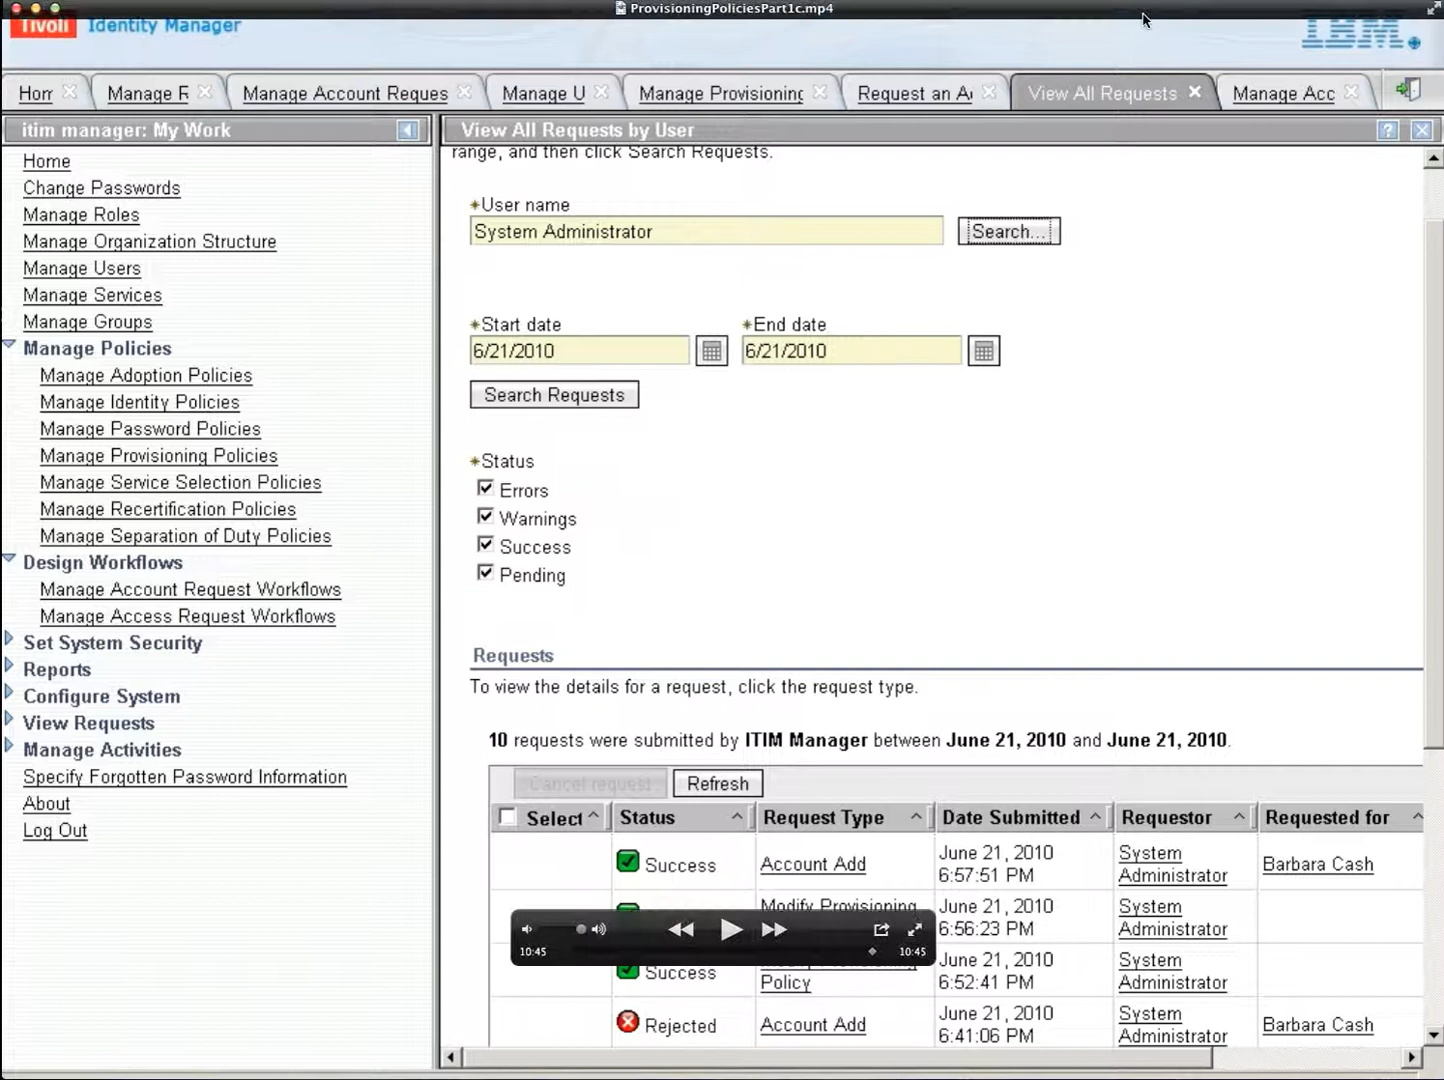 ProvisioningPoliciesPart1c.mp4
Tivoli Identity Manager
IBM.
Hor
Manage R
Manage Account Reques
Manage U
Manage Provisioning
Request an A
View All Requests
Manage Acc
itim manager: My Work
Home
Change Passwords
Manage Roles
Manage Organization Structure
Manage Users
Manage Services
Manage Groups
Manage Policies
Manage Adoption Policies
Manage Identity Policies
Manage Password Policies
Manage Provisioning Policies
Manage Service Selection Policies
Manage Recertification Policies
Manage Separation of Duty Policies
Design Workflows
Manage Account Request Workflows
Manage Access Request Workflows
Set System Security
Reports
Configure System
View Requests
Manage Activities
Specify Forgotten Password Information
About
Log Out
View All Requests by User
?
range, and then click Search Requests.
*User name
System Administrator
Search...
*Start date
*End date
6/21/2010
6/21/2010
Search Requests
*Status
Errors
Warnings
Success
Pending
Requests
To view the details for a request, click the request type.
10 requests were submitted by ITIM Manager between June 21, 2010 and June 21, 2010.
Cancel request
Refresh
Select ^ Status ^ Request Type ^ Date Submitted ^ Requestor ^ Requested for ^
Success
Account Add
June 21, 2010
6:57:51 PM
System
Administrator
Barbara Cash
Modify Provisioning
June 21, 2010
6:56:23 PM
System
Administrator
10:45
10:45
Success
Policy
June 21, 2010
6:52:41 PM
System
Administrator
Rejected
Account Add
June 21, 2010
6:41:06 PM
System
Administrator
Barbara Cash